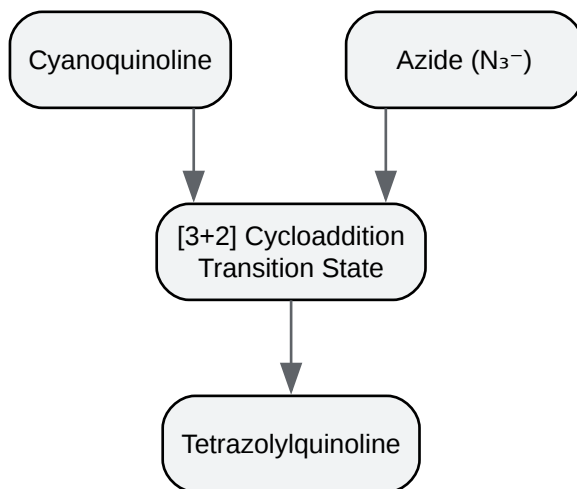 Cyanoquinoline
Azide (N₃⁻)
[3+2] Cycloaddition
Transition State
Tetrazolylquinoline